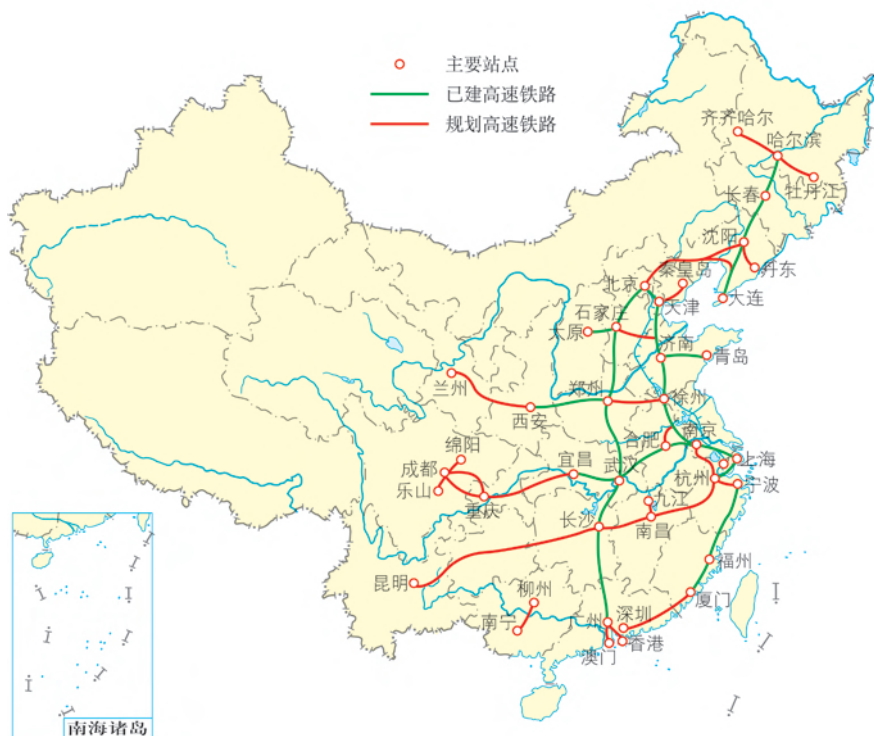 主要站点
已建高速铁路
规划高速铁路
齐齐哈尔
哈尔滨
牡丹江
长春
沈阳
丹东
秦皇岛
北京
大连
天津
石家庄
太原
济南
青岛
兰州
郑州
徐州
西安
绵阳
合肥
南京
成都
宜昌
武汉
上海
乐山
杭州
宁波
重庆
九江
长沙
南昌
福州
昆明
柳州
厦门
南宁
广州
深圳
香港
澳门
南海诸岛